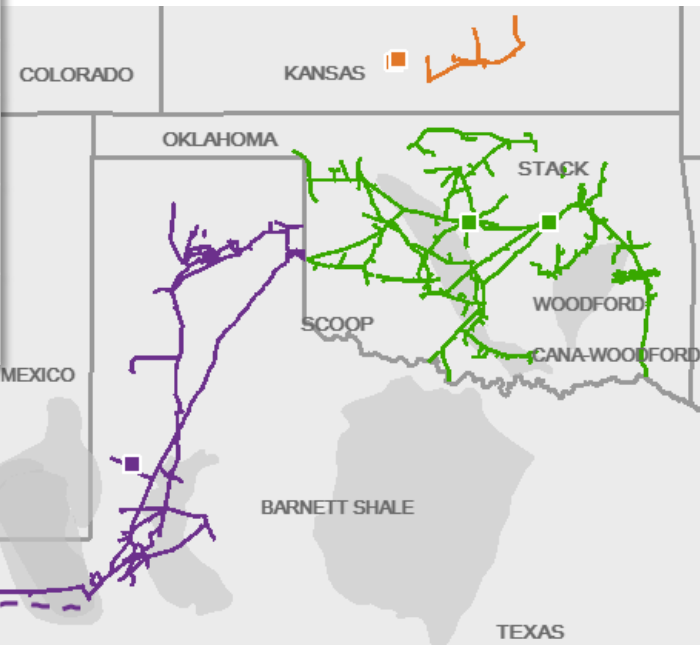 COLORADO
KANSAS
OKLAHOMA
STACK
WOODFORD
SCOOP
CANA-WOODFORD
MEXICO
BARNETT SHALE
TEXAS